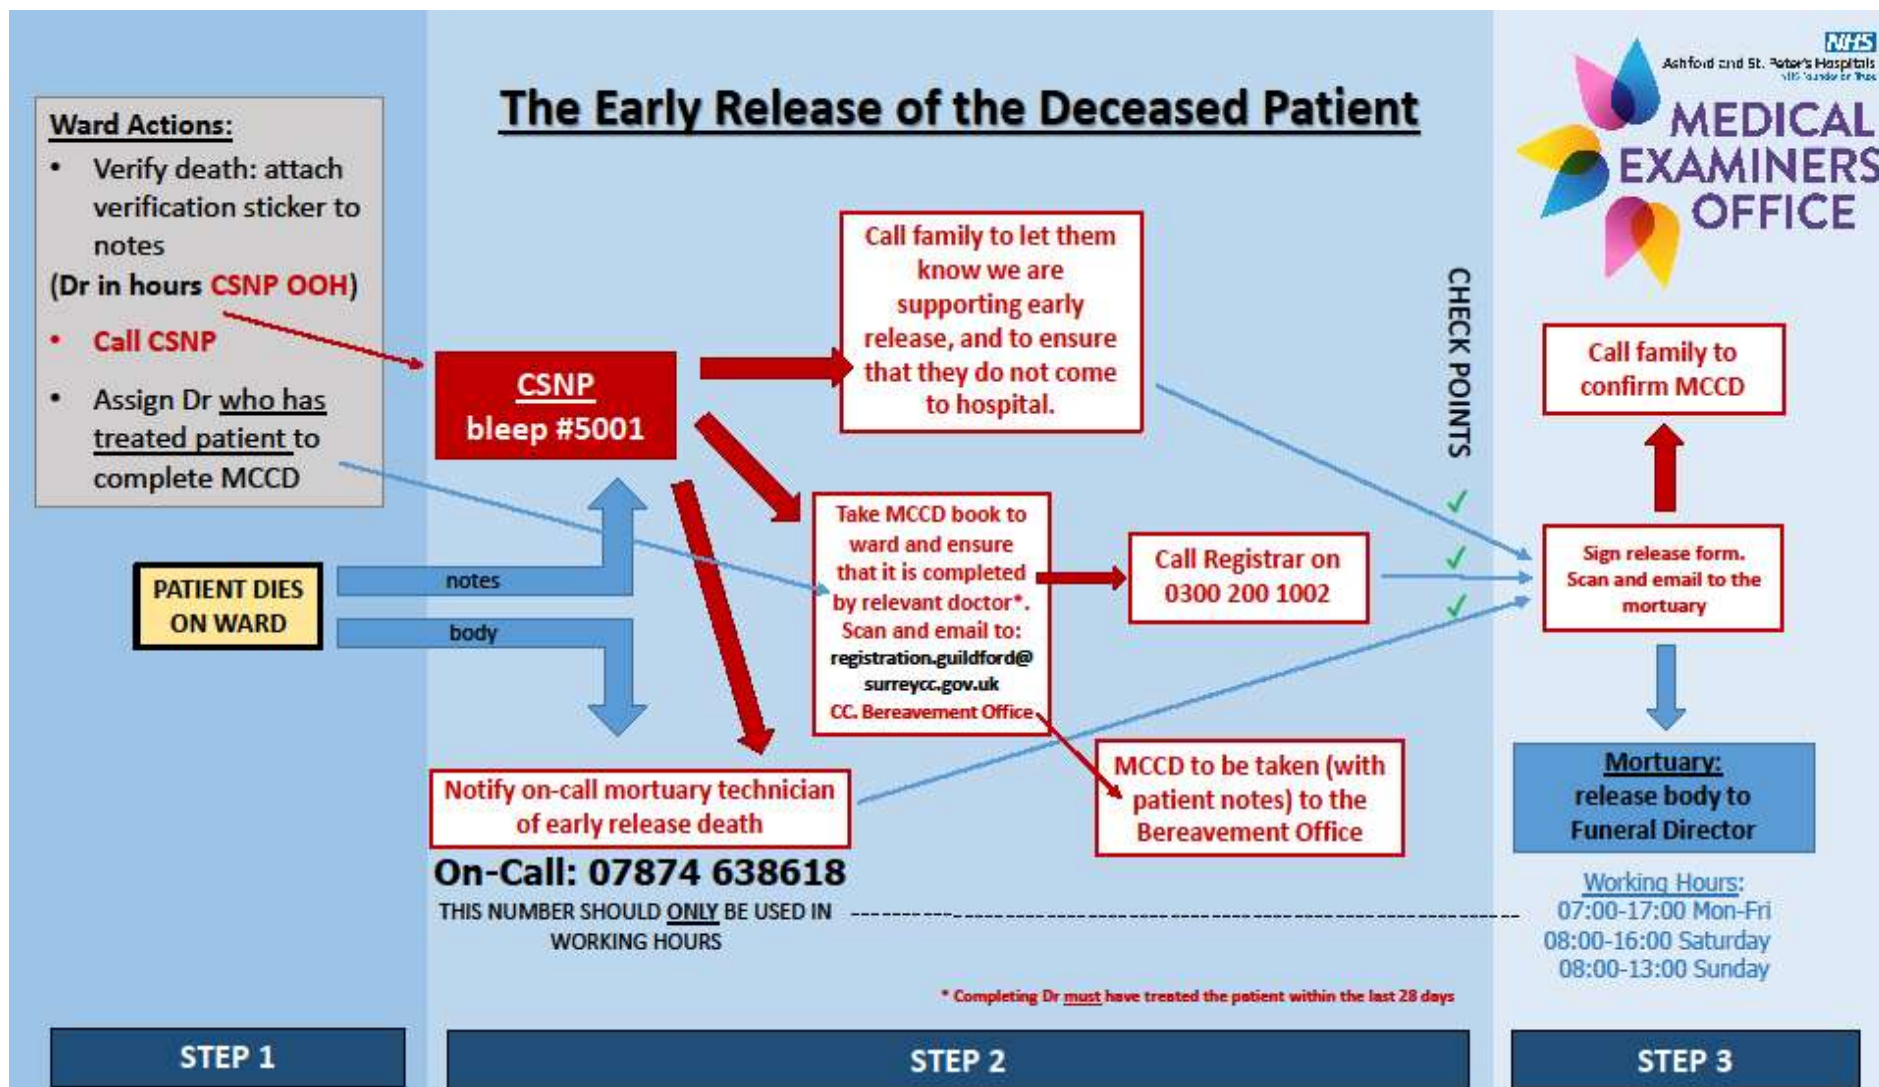 The Early Release of the Deceased Patient
NHS
Ashford and St. Peter's Hospitals
NHS Foundation Trust
MEDICAL
EXAMINERS
OFFICE
Ward Actions:
• Verify death: attach
verification sticker to
notes
(Dr in hours CSNP OOH)
• Call CSNP
• Assign Dr who has
treated patient to
complete MCCD
PATIENT DIES
ON WARD
notes
body
CSNP
bleep #5001
Call family to let them
know we are
supporting early
release, and to ensure
that they do not come
to hospital.
Take MCCD book to
ward and ensure
that it is completed
by relevant doctor*.
Scan and email to:
registration.guildford@
surreycc.gov.uk
CC. Bereavement Office
Call Registrar on
0300 200 1002
MCCD to be taken (with
patient notes) to the
Bereavement Office
Notify on-call mortuary technician
of early release death
On-Call: 07874 638618
THIS NUMBER SHOULD ONLY BE USED IN
WORKING HOURS
* Completing Dr must have treated the patient within the last 28 days
CHECK POINTS
✓
✓
✓
Call family to
confirm MCCD
Sign release form.
Scan and email to the
mortuary
Mortuary:
release body to
Funeral Director
Working Hours:
07:00-17:00 Mon-Fri
08:00-16:00 Saturday
08:00-13:00 Sunday
STEP 1
STEP 2
STEP 3